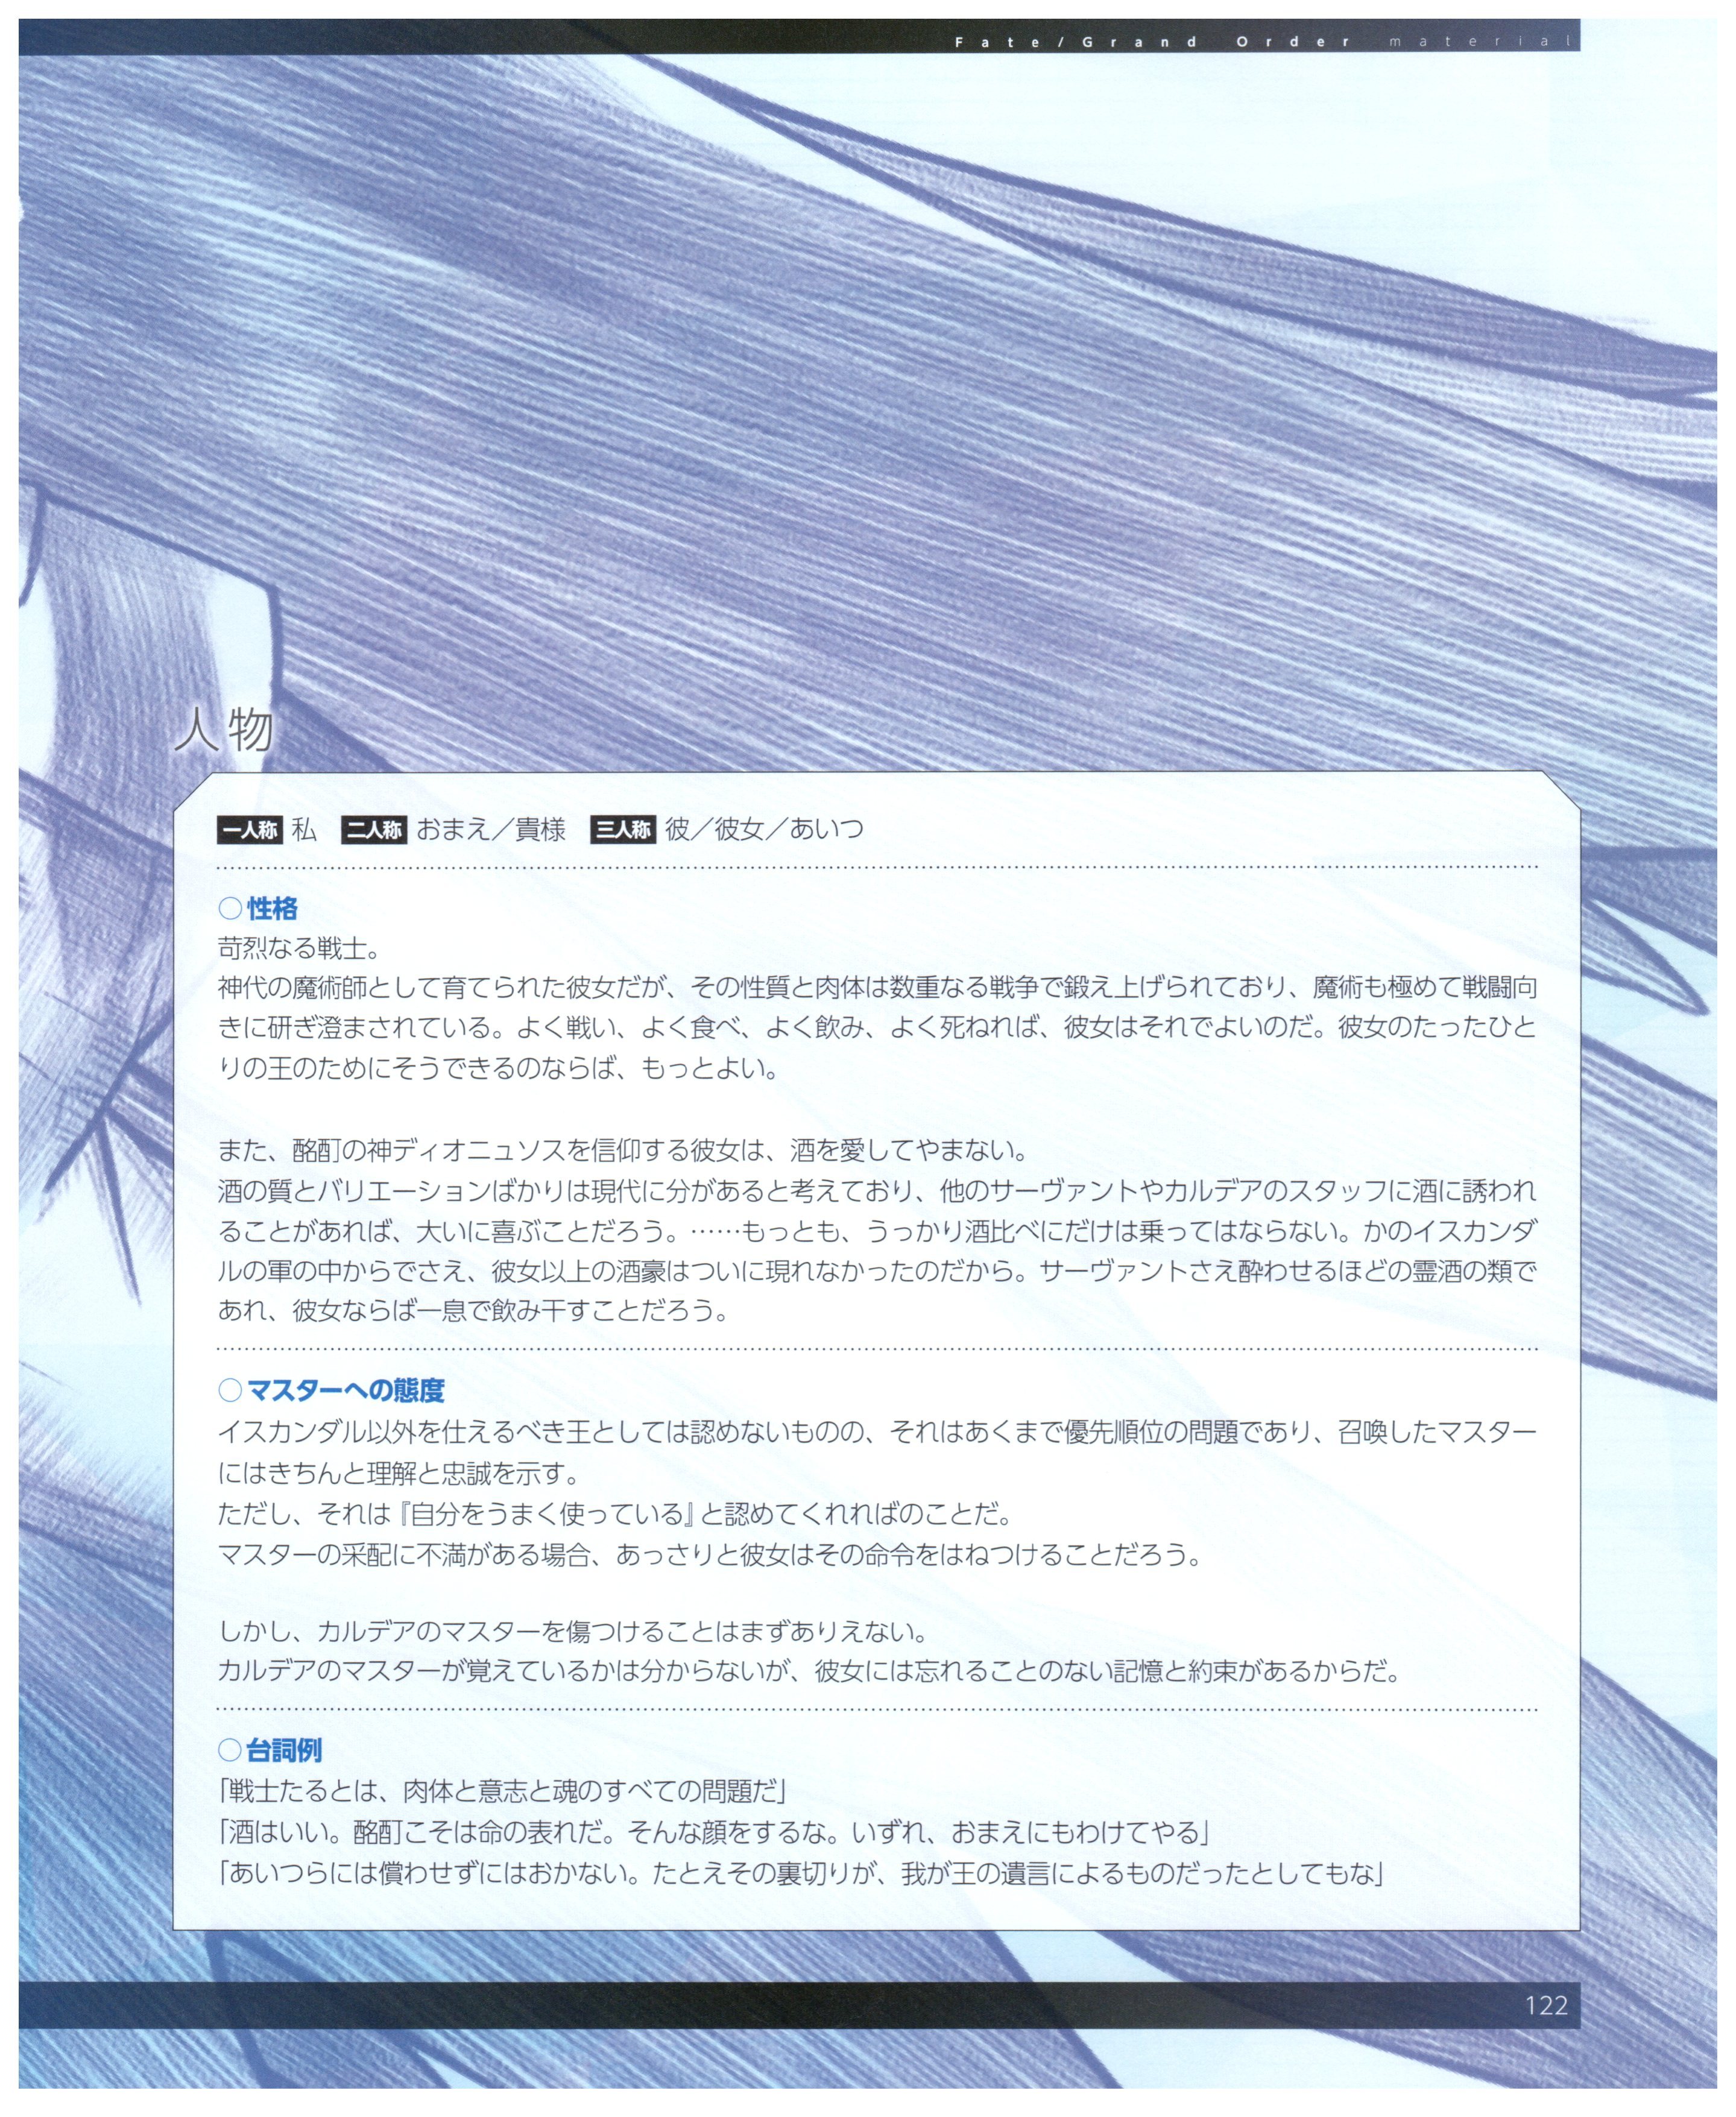 Fate/Grand Order material
人物
一人称 私 二人称 おまえ／貴様 三人称 彼／彼女／あいつ
○性格
苛烈なる戦士。
神代の魔術師として育てられた彼女だが、その性質と肉体は数重なる戦争で鍛え上げられており、魔術も極めて戦闘向
きに研ぎ澄まされている。よく戦い、よく食べ、よく飲み、よく死ねれば、彼女はそれでよいのだ。彼女のたったひと
りの王のためにそうできるのならば、もっとよい。
また、酩酊の神ディオニュソスを信仰する彼女は、酒を愛してやまない。
酒の質とバリエーションばかりは現代に分があると考えており、他のサーヴァントやカルデアのスタッフに酒に誘われ
ることがあれば、大いに喜ぶことだろう。……もっとも、うっかり酒比べにだけは乗ってはならない。かのイスカンダ
ルの軍の中からでさえ、彼女以上の酒豪はついに現れなかったのだから。サーヴァントさえ酔わせるほどの霊酒の類で
あれ、彼女ならば一息で飲み干すことだろう。
○マスターへの態度
イスカンダル以外を仕えるべき王としては認めないものの、それはあくまで優先順位の問題であり、召喚したマスター
にはきちんと理解と忠誠を示す。
ただし、それは『自分をうまく使っている』と認めてくれればのことだ。
マスターの采配に不満がある場合、あっさりと彼女はその命令をはねつけることだろう。
しかし、カルデアのマスターを傷つけることはまずありえない。
カルデアのマスターが覚えているかは分からないが、彼女には忘れることのない記憶と約束があるからだ。
○台詞例
「戦士たるとは、肉体と意志と魂のすべての問題だ」
「酒はいい。酩酊こそは命の表れだ。そんな顔をするな。いずれ、おまえにもわけてやる」
「あいつらには償わせずにはおかない。たとえその裏切りが、我が王の遺言によるものだったとしてもな」
122